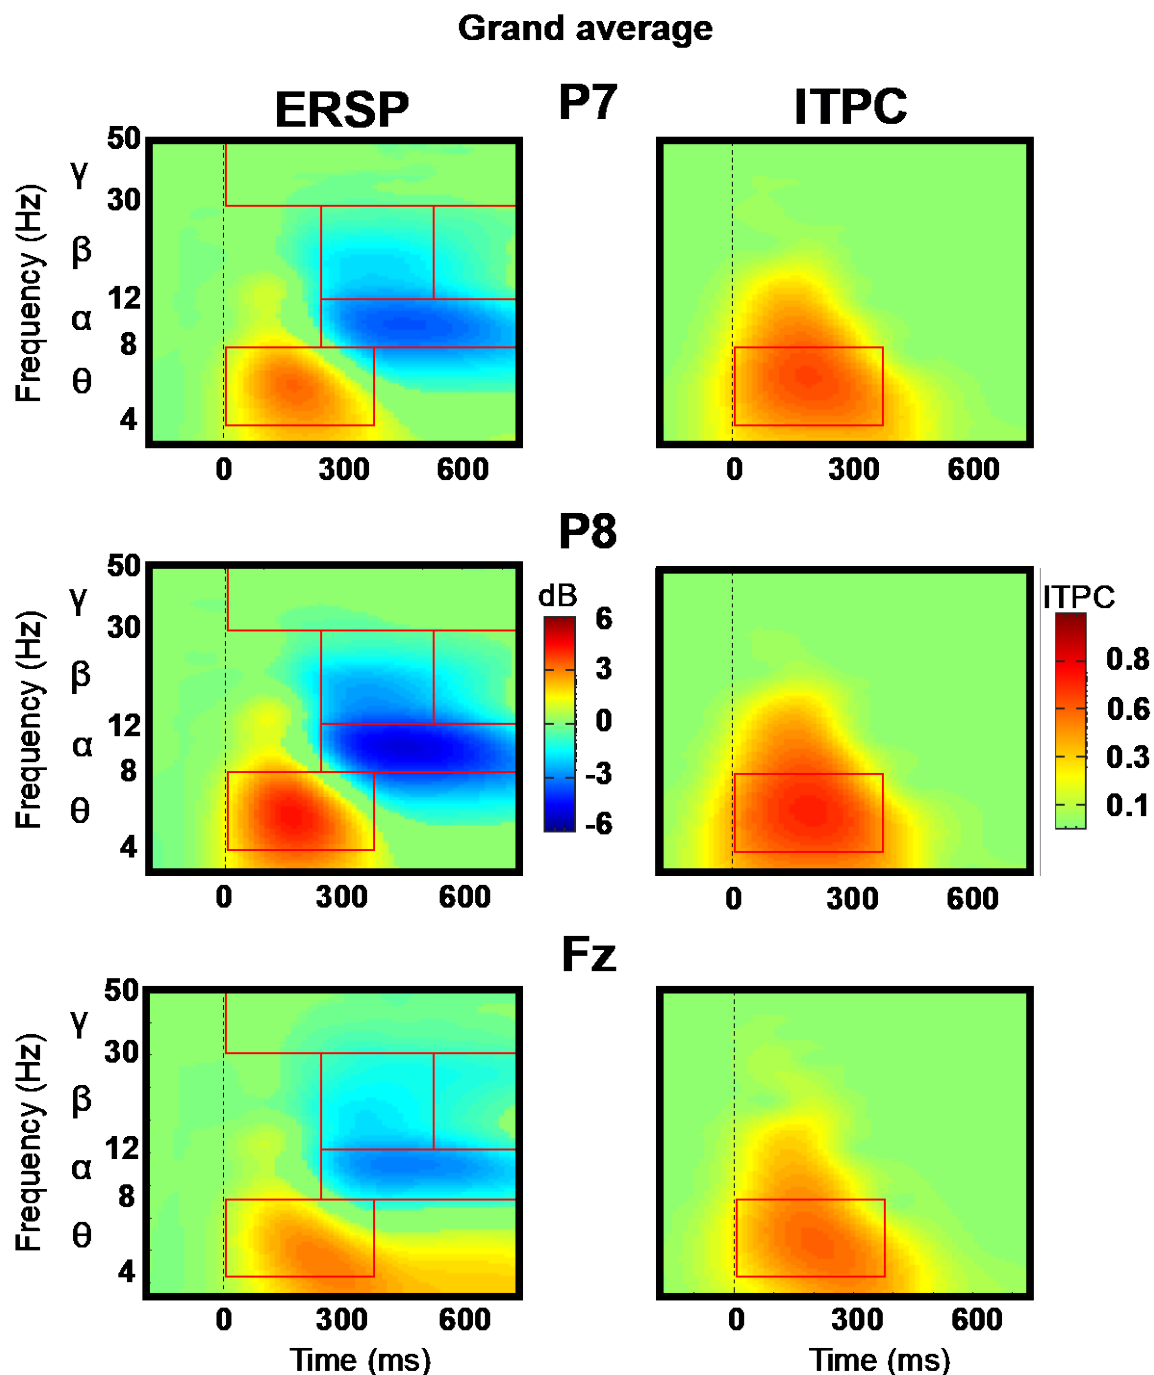 Grand average
ERSP P7 ITPC
Frequency (Hz)
γ
β
α
θ
50
30
12
8
4
0 300 600
0 300 600
P8
Frequency (Hz)
γ
β
α
θ
50
30
12
8
4
dB
6
3
0
-3
-6
ITPC
0.8
0.6
0.3
0.1
0 300 600
0 300 600
Fz
Frequency (Hz)
γ
β
α
θ
50
30
12
8
4
0 300 600
0 300 600
Time (ms)
Time (ms)